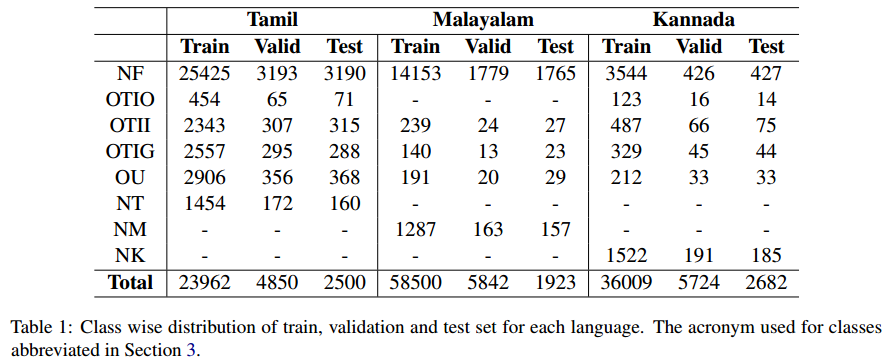 Tamil Malayalam Kannada
Train Valid Test Train Valid Test Train Valid Test
NF 25425 3193 3190 14153 1779 1765 3544 426 427
OTIO 454 65 71 - - - 123 16 14
OTII 2343 307 315 239 24 27 487 66 75
OTIG 2557 295 288 140 13 23 329 45 44
OU 2906 356 368 191 20 29 212 33 33
NT 1454 172 160 - - - - - -
NM - - - 1287 163 157 - - -
NK - - - - - - 1522 191 185
Total 23962 4850 2500 58500 5842 1923 36009 5724 2682
Table 1: Class wise distribution of train, validation and test set for each language. The acronym used for classes
abbreviated in Section 3.